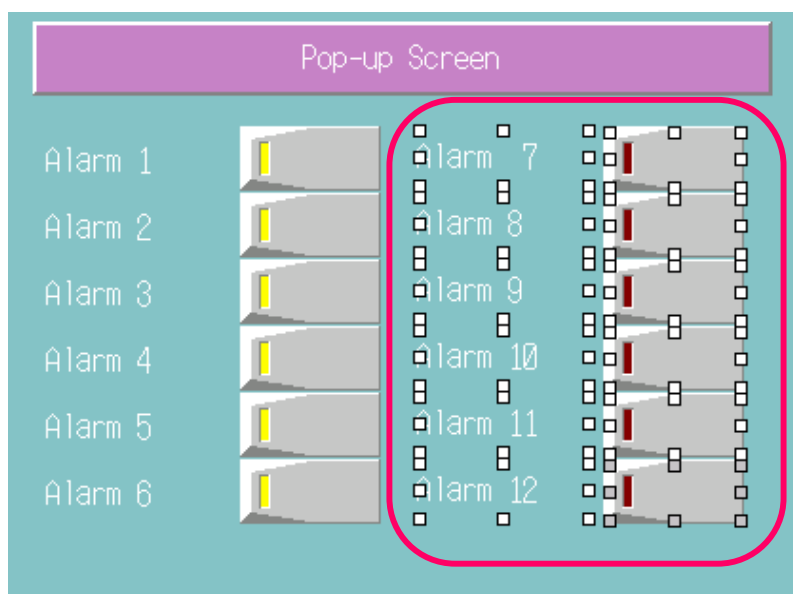 Pop-up Screen
Alarm 1
Alarm 2
Alarm 3
Alarm 4
Alarm 5
Alarm 6
Alarm 7
Alarm 8
Alarm 9
Alarm 10
Alarm 11
Alarm 12